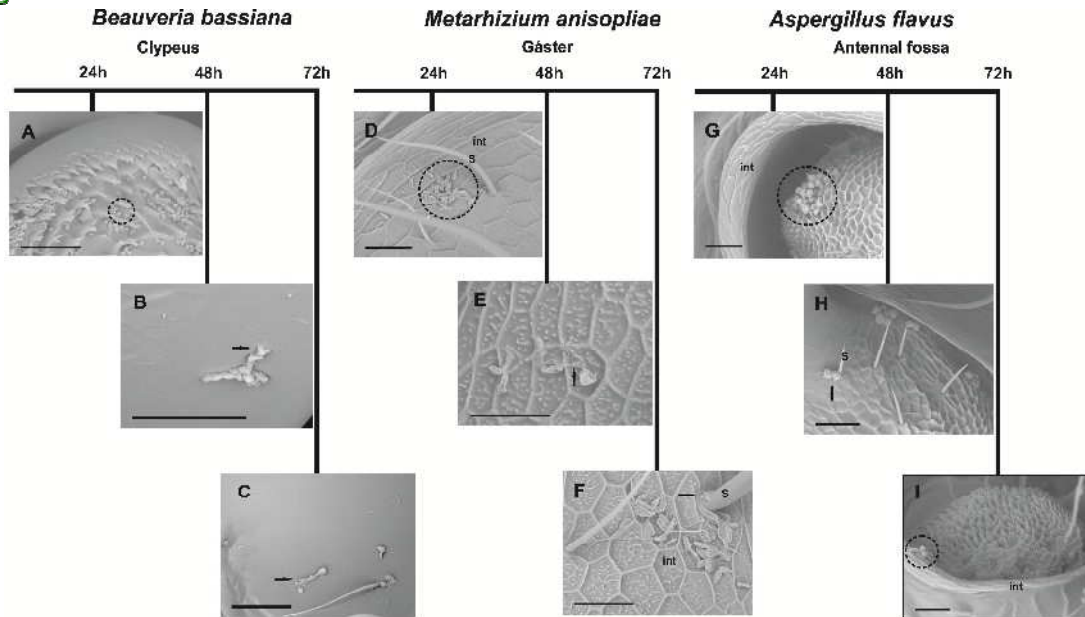 Beauveria bassiana
Clypeus
24h 48h 72h
Metarhizium anisopliae
Gáster
24h 48h 72h
Aspergillus flavus
Antennal fossa
24h 48h 72h
A
B
C
D
int
s
E
F
s
int
G
int
H
s
I
int